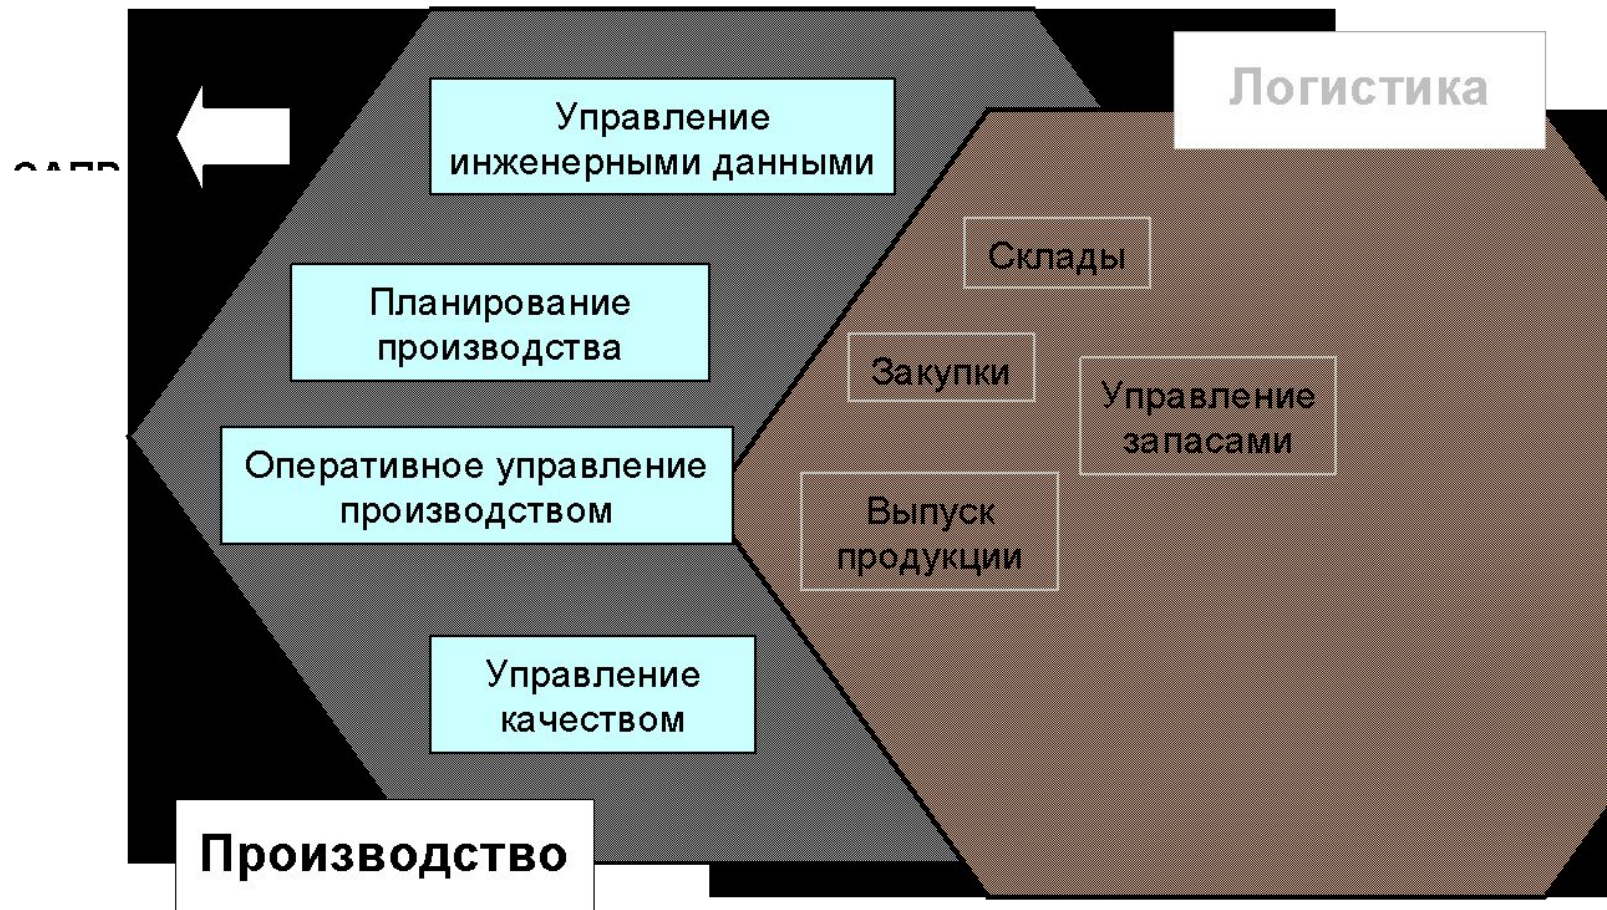 Логистика
Управление
инженерными данными
Склады
Планирование
производства
Закупки
Управление
запасами
Оперативное управление
производством
Выпуск
продукции
Управление
качеством
Производство